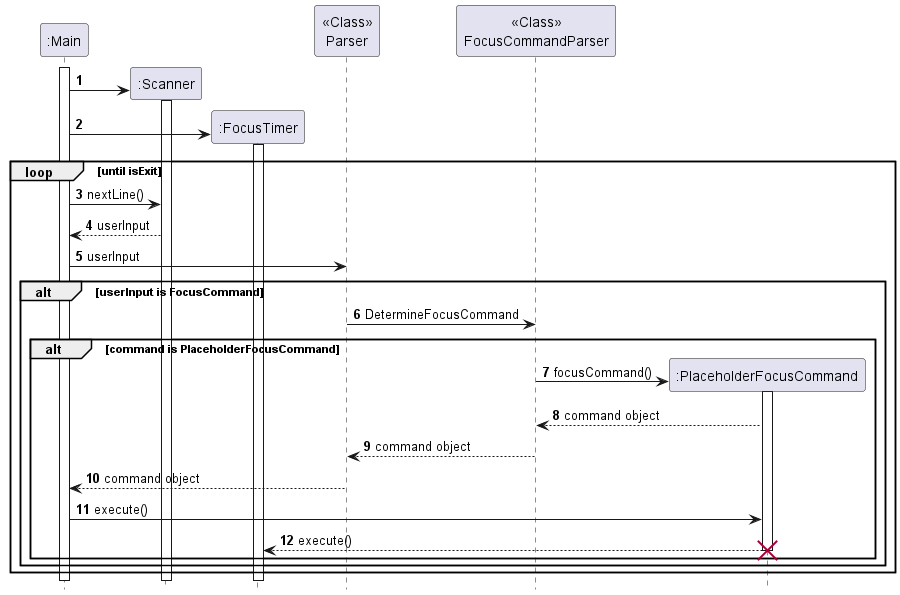 «Class»
Parser
«Class»
FocusCommandParser
:Main
1
:Scanner
2
:FocusTimer
loop [until isExit]
3 nextLine()
4 userInput
5 userInput
alt [userInput is FocusCommand]
6 DetermineFocusCommand
alt [command is PlaceholderFocusCommand]
7 focusCommand()
:PlaceholderFocusCommand
8 command object
9 command object
10 command object
11 execute()
12 execute()